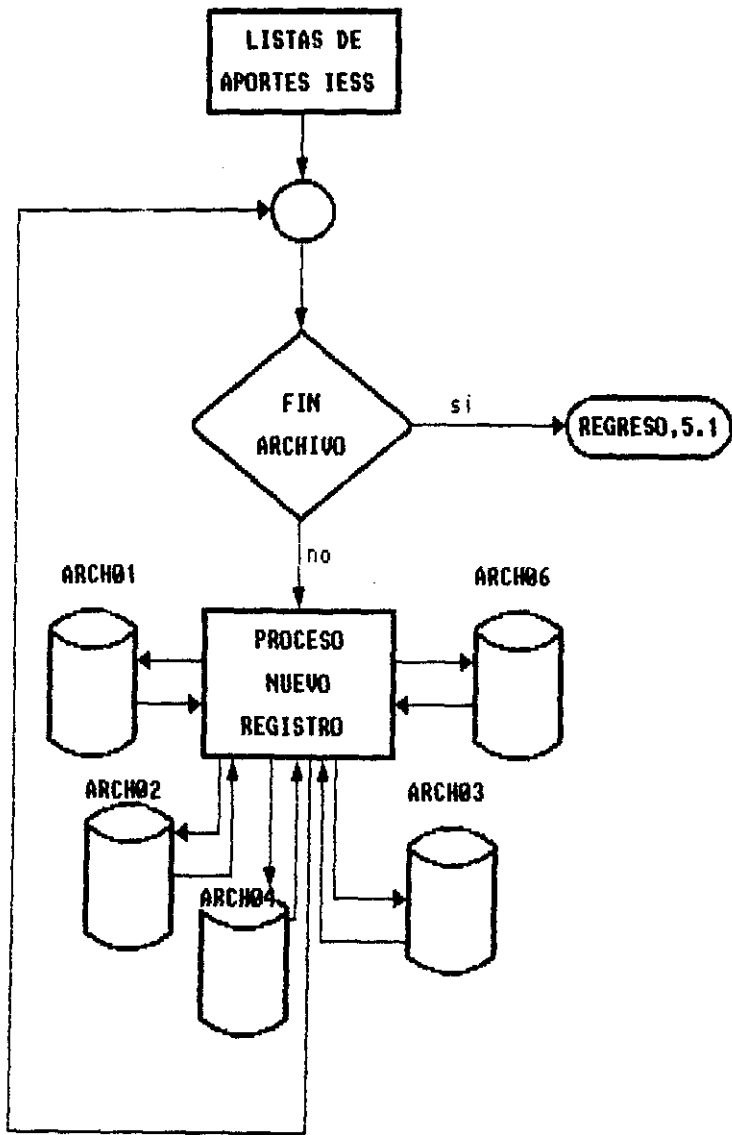 LISTAS DE
APORTES IESS
FIN
ARCHIVO
si
REGRESO,5.1
no
ARCH01
ARCH06
PROCESO
NUEVO
REGISTRO
ARCH02
ARCH03
ARCH04